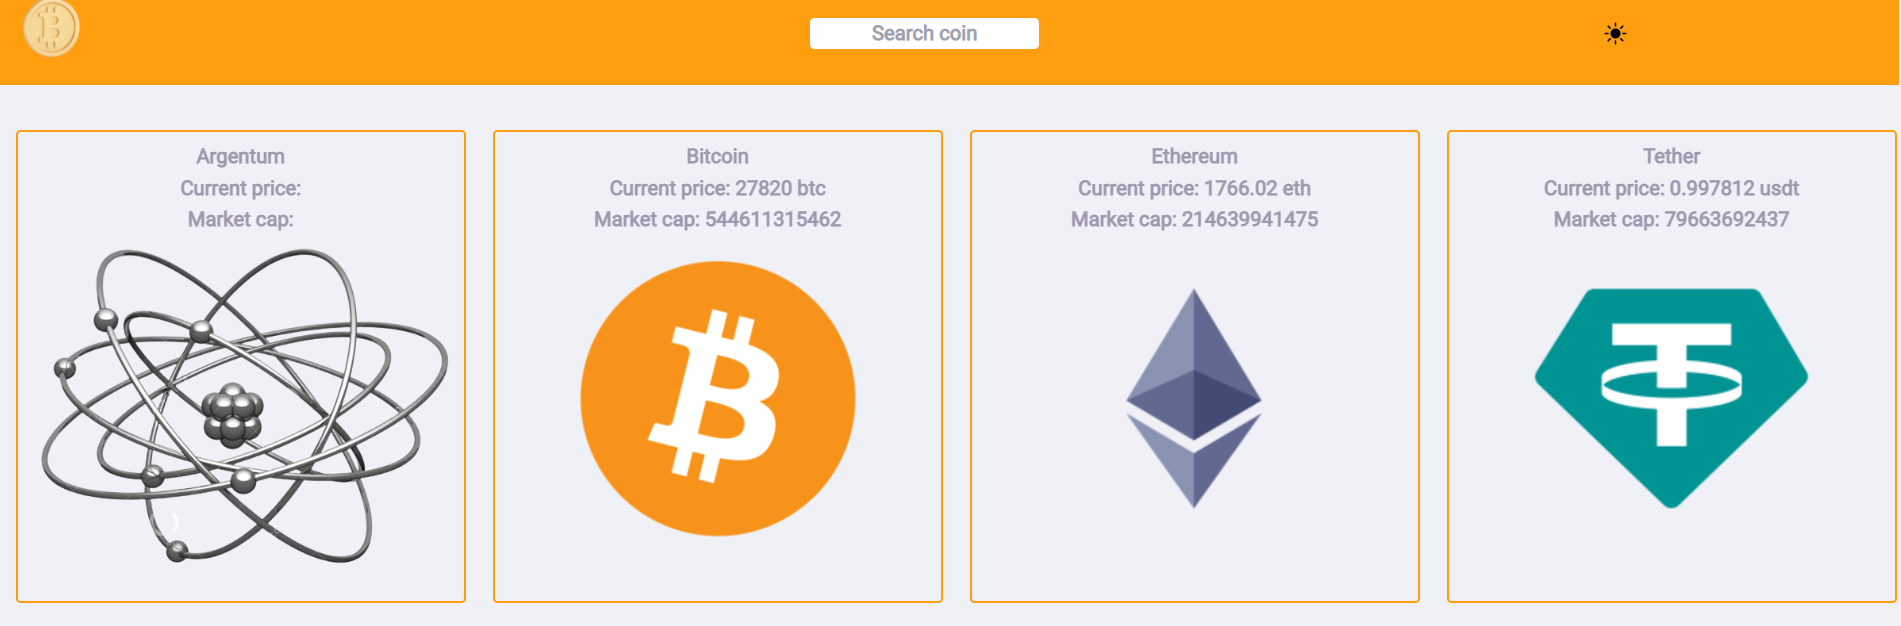 Search coin
Argentum
Current price:
Market cap:
Bitcoin
Current price: 27820 btc
Market cap: 544611315462
Ethereum
Current price: 1766.02 eth
Market cap: 214639941475
Tether
Current price: 0.997812 usdt
Market cap: 79663692437